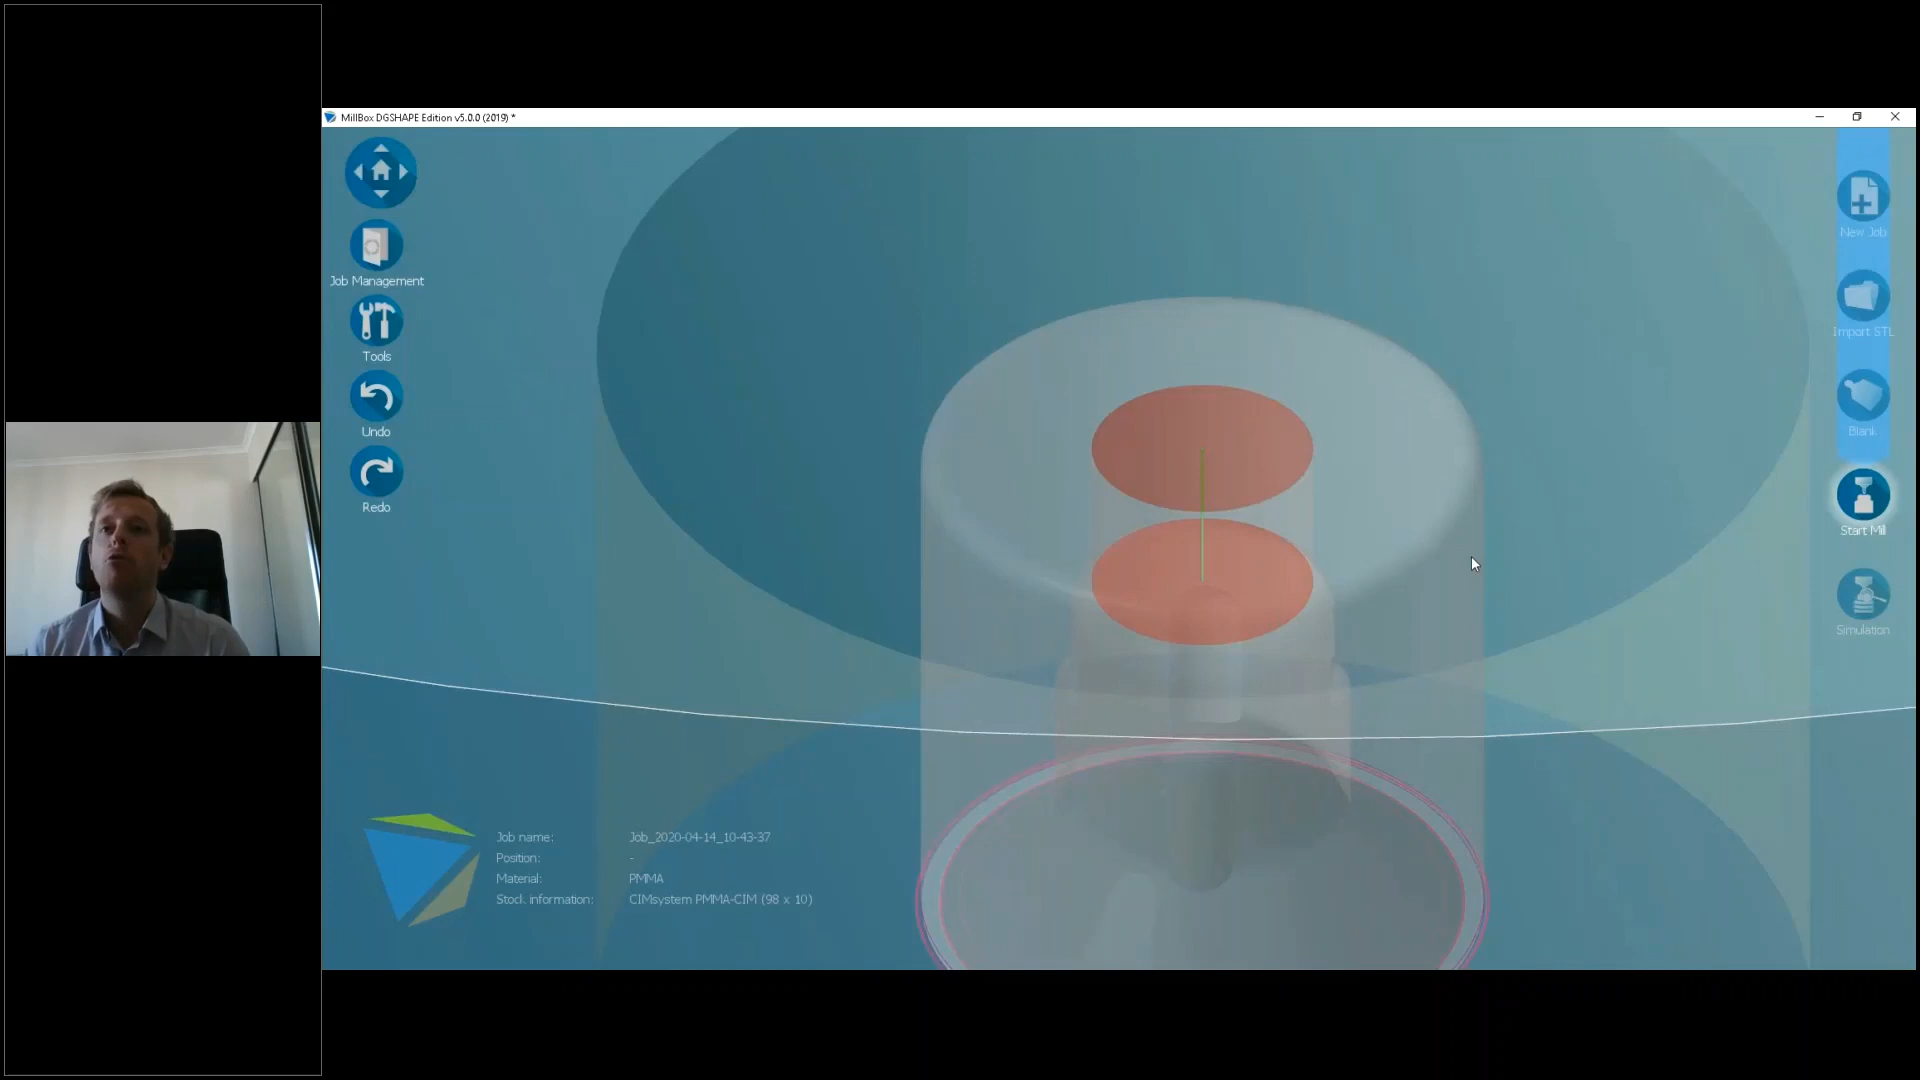 MillBox DGSHAPE Edition v5.0.0 (2019) *
Job Management
Tools
Undo
Redo
New Job
Import STL
Blank
Start Mill
Simulation
Job name: Job_2020-04-14_10-43-37
Position: -
Material: PMMA
Stock information: CIMsystem PMMA-CIM (98 x 10)